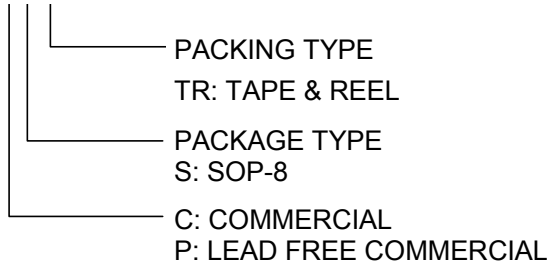 PACKING TYPE
TR: TAPE & REEL
PACKAGE TYPE
S: SOP-8
C: COMMERCIAL
P: LEAD FREE COMMERCIAL